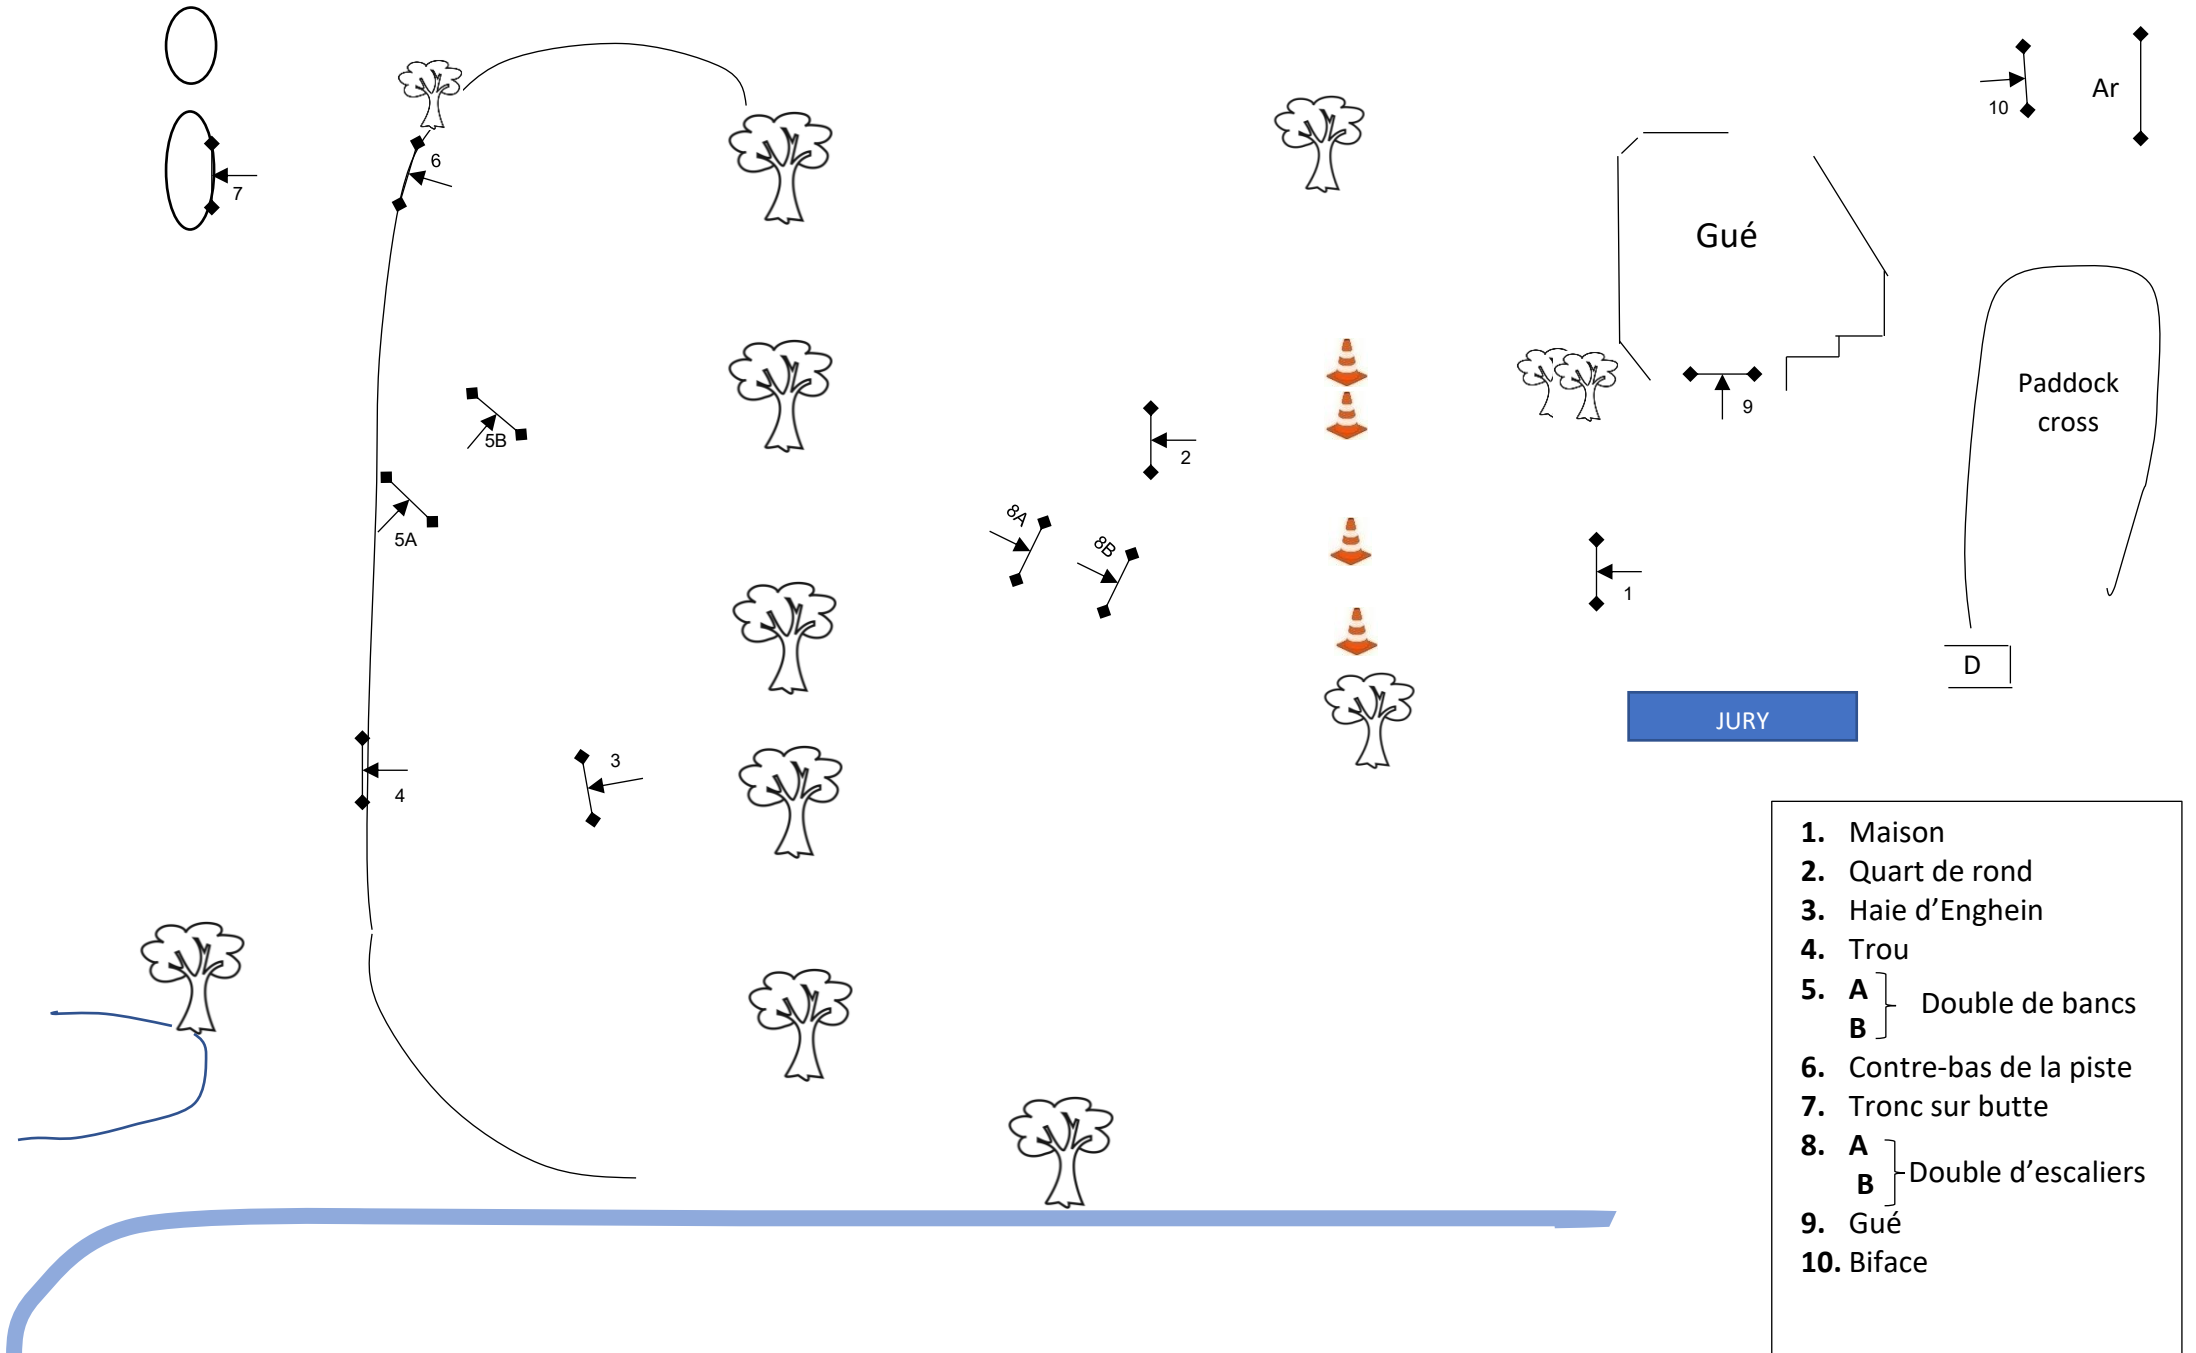 10
Ar
6
7
Gué
Paddock
cross
9
5B
2
8A
8B
5A
1
D
JURY
3
4
1. Maison
2. Quart de rond
3. Haie d'Enghein
4. Trou
5. A
B
Double de bancs
6. Contre-bas de la piste
7. Tronc sur butte
8. A
B
Double d'escaliers
9. Gué
10. Biface